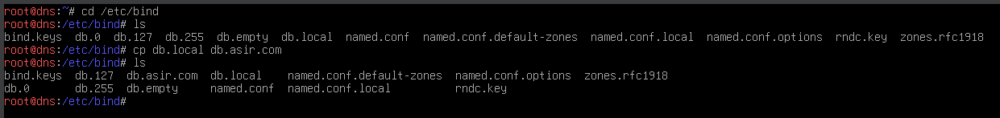 root@dns:~# cd /etc/bind
root@dns:/etc/bind# ls
bind.keys  db.0  db.127  db.255  db.empty  db.local  named.conf  named.conf.default-zones  named.conf.local  named.conf.options  rndc.key  zones.rfc1918
root@dns:/etc/bind# cp db.local db.asir.com
root@dns:/etc/bind# ls
bind.keys  db.127  db.asir.com  db.local    named.conf.default-zones  named.conf.options  zones.rfc1918
db.0       db.255  db.empty     named.conf  named.conf.local          rndc.key
root@dns:/etc/bind#